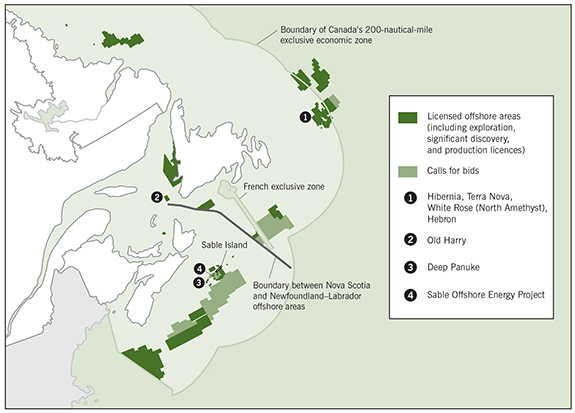 Boundary of Canada's 200-nautical-mile
exclusive economic zone
1
2
French exclusive zone
Sable Island
4
3
Boundary between Nova Scotia
and Newfoundland–Labrador
offshore areas
Licensed offshore areas
(including exploration,
significant discovery,
and production licences)
Calls for bids
1 Hibernia, Terra Nova,
White Rose (North Amethyst),
Hebron
2 Old Harry
3 Deep Panuke
4 Sable Offshore Energy Project